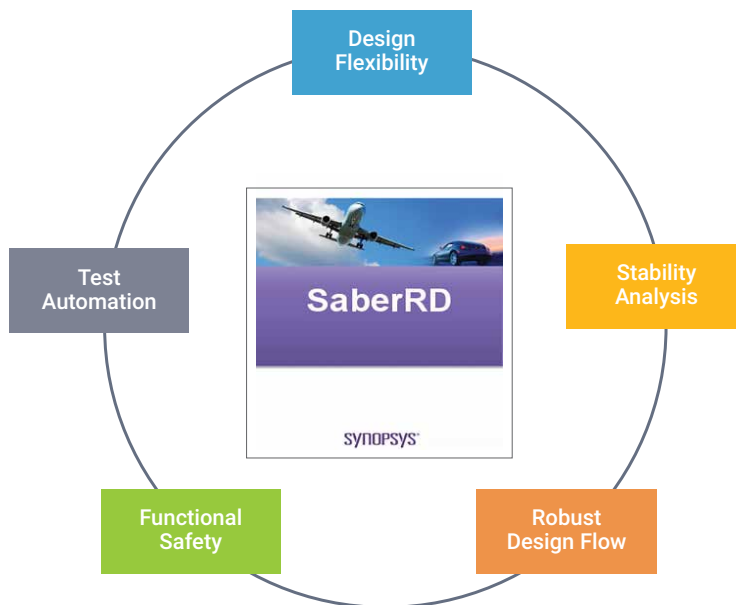 Design
Flexibility
Test
Automation
Stability
Analysis
SaberRD
SYNOPSYS
Functional
Safety
Robust
Design Flow